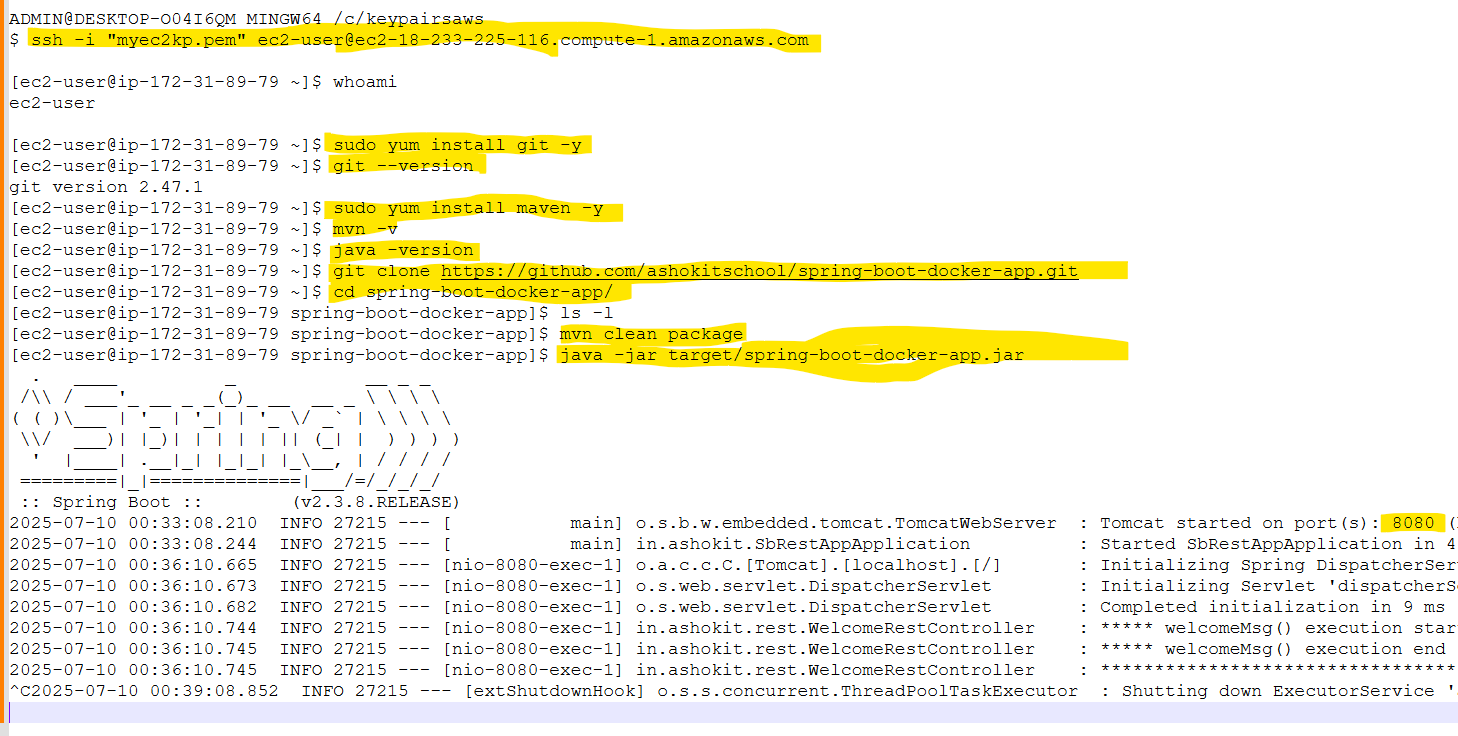 ADMIN@DESKTOP-O04I6QM MINGW64 /c/keypairsaws
$ ssh -i "myec2kp.pem" ec2-user@ec2-18-233-225-116.compute-1.amazonaws.com
[ec2-user@ip-172-31-89-79 ~]$ whoami
ec2-user
[ec2-user@ip-172-31-89-79 ~]$ sudo yum install git -y
[ec2-user@ip-172-31-89-79 ~]$ git --version
git version 2.47.1
[ec2-user@ip-172-31-89-79 ~]$ sudo yum install maven -y
[ec2-user@ip-172-31-89-79 ~]$ mvn -v
[ec2-user@ip-172-31-89-79 ~]$ java -version
[ec2-user@ip-172-31-89-79 ~]$ git clone https://github.com/ashokitschool/spring-boot-docker-app.git
[ec2-user@ip-172-31-89-79 ~]$ cd spring-boot-docker-app/
[ec2-user@ip-172-31-89-79 spring-boot-docker-app]$ ls -l
[ec2-user@ip-172-31-89-79 spring-boot-docker-app]$ mvn clean package
[ec2-user@ip-172-31-89-79 spring-boot-docker-app]$ java -jar target/spring-boot-docker-app.jar
  .   ____          _            __ _ _
 /\\ / ___'_ __ _ _(_)_ __  __ _ \ \ \ \
( ( )\___ | '_ | '_| | '_ \/ _` | \ \ \ \
 \\/  ___)| |_)| | | | | || (_| |  ) ) ) )
  '  |____| .__|_| |_|_| |_\__, | / / / /
 =========|_|==============|___/=/_/_/_/
 :: Spring Boot ::        (v2.3.8.RELEASE)
2025-07-10 00:33:08.210  INFO 27215 --- [           main] o.s.b.w.embedded.tomcat.TomcatWebServer  : Tomcat started on port(s): 8080 (
2025-07-10 00:33:08.244  INFO 27215 --- [           main] in.ashokit.SbRestAppApplication          : Started SbRestAppApplication in 4
2025-07-10 00:36:10.665  INFO 27215 --- [nio-8080-exec-1] o.a.c.c.C.[Tomcat].[localhost].[/]       : Initializing Spring DispatcherSer
2025-07-10 00:36:10.673  INFO 27215 --- [nio-8080-exec-1] o.s.web.servlet.DispatcherServlet        : Initializing Servlet 'dispatcherS
2025-07-10 00:36:10.682  INFO 27215 --- [nio-8080-exec-1] o.s.web.servlet.DispatcherServlet        : Completed initialization in 9 ms
2025-07-10 00:36:10.744  INFO 27215 --- [nio-8080-exec-1] in.ashokit.rest.WelcomeRestController    : ***** welcomeMsg() execution star
2025-07-10 00:36:10.745  INFO 27215 --- [nio-8080-exec-1] in.ashokit.rest.WelcomeRestController    : ***** welcomeMsg() execution end
2025-07-10 00:36:10.745  INFO 27215 --- [nio-8080-exec-1] in.ashokit.rest.WelcomeRestController    : *********************************
^C2025-07-10 00:39:08.852  INFO 27215 --- [extShutdownHook] o.s.s.concurrent.ThreadPoolTaskExecutor  : Shutting down ExecutorService '